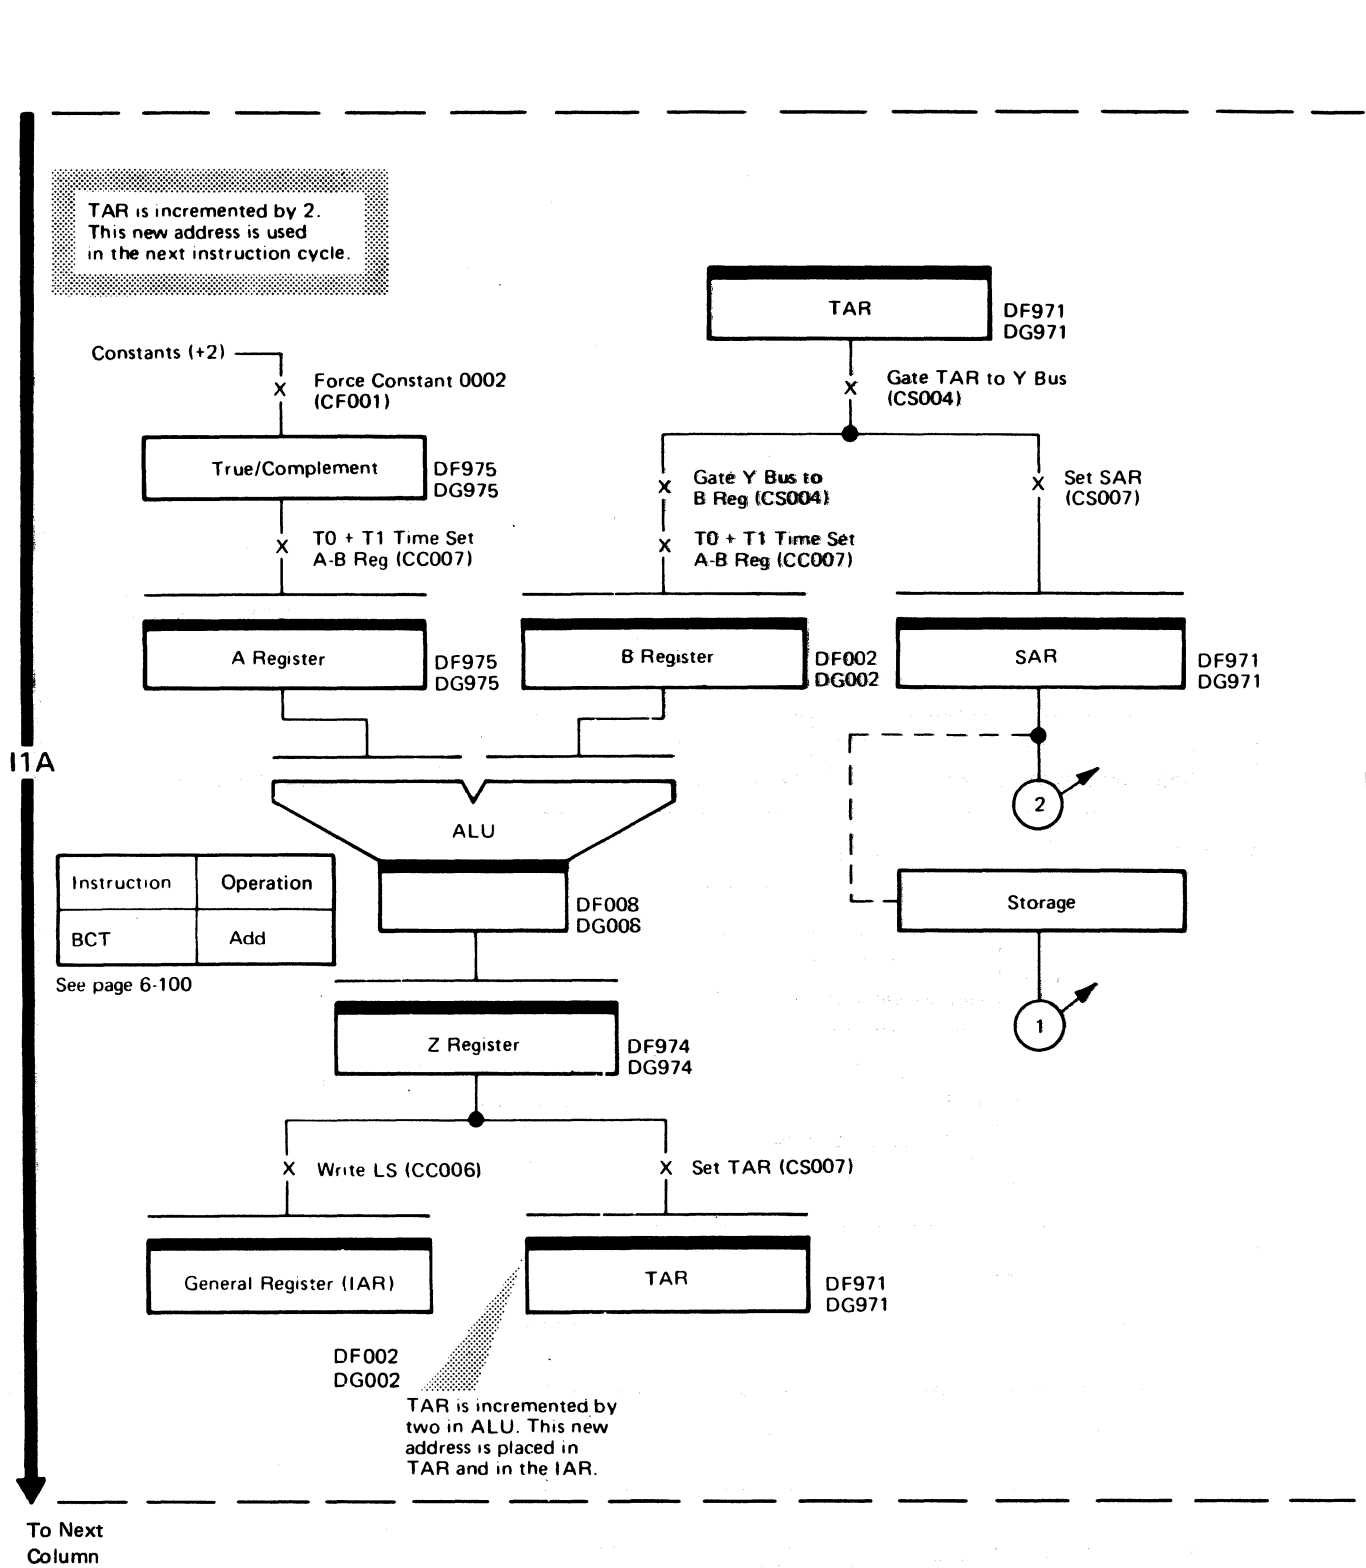 TAR is incremented by 2.
This new address is used
in the next instruction cycle.
TAR
DF971
DG971
Constants (+2)
Force Constant 0002
(CF001)
Gate TAR to Y Bus
(CS004)
True/Complement
DF975
DG975
Gate Y Bus to
B Reg (CS004)
Set SAR
(CS007)
T0 + T1 Time Set
A-B Reg (CC007)
T0 + T1 Time Set
A-B Reg (CC007)
A Register
DF975
DG975
B Register
DF002
DG002
SAR
DF971
DG971
I1A
2
ALU
Instruction
Operation
BCT
Add
See page 6-100
DF008
DG008
Storage
1
Z Register
DF974
DG974
Write LS (CC006)
Set TAR (CS007)
General Register (IAR)
DF002
DG002
TAR
DF971
DG971
TAR is incremented by
two in ALU. This new
address is placed in
TAR and in the IAR.
To Next
Column